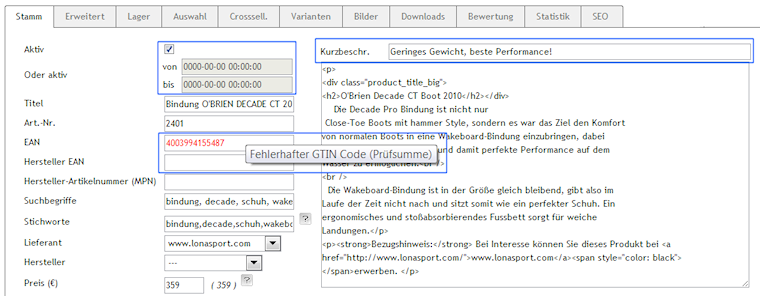 Stamm Erweitert Lager Auswahl Crosssell. Varianten Bilder Downloads Bewertung Statistik SEO
Aktiv
Oder aktiv
von 0000-00-00 00:00:00
bis 0000-00-00 00:00:00
Titel Bindung O'BRIEN DECADE CT 20
Art.-Nr. 2401
EAN 4003994155487
Fehlerhafter GTIN Code (Prüfsumme)
Hersteller EAN
Hersteller-Artikelnummer (MPN)
Suchbegriffe bindung, decade, schuh, wake
Stichworte bindung,decade,schuh,wakebo ?
Lieferant www.lonasport.com
Hersteller ---
Preis (€) 359 ( 359 ) ?
Kurzbeschr. Geringes Gewicht, beste Performance!
<p>
<div class="product_title_big">
<h2>O'Brien Decade CT Boot 2010</h2></div>
Die Decade Pro Bindung ist nicht nur
Close-Toe Boots mit hammer Style, sondern es war das Ziel den Komfort
von normalen Boots in eine Wakeboard-Bindung einzubringen, dabei
und damit perfekte Performance auf dem
Wasser zu ermöglichen.<br />
<br />
Die Wakeboard-Bindung ist in der Größe gleich bleibend, gibt also im
Laufe der Zeit nicht nach und sitzt somit wie ein perfekter Schuh. Ein
ergonomisches und stoßabsorbierendes Fussbett sorgt für weiche
Landungen.</p>
<p><strong>Bezugshinweis:</strong> Bei Interesse können Sie dieses Produkt bei <a
href="http://www.lonasport.com/">www.lonasport.com</a><span style="color: black">
</span>erwerben. </p>